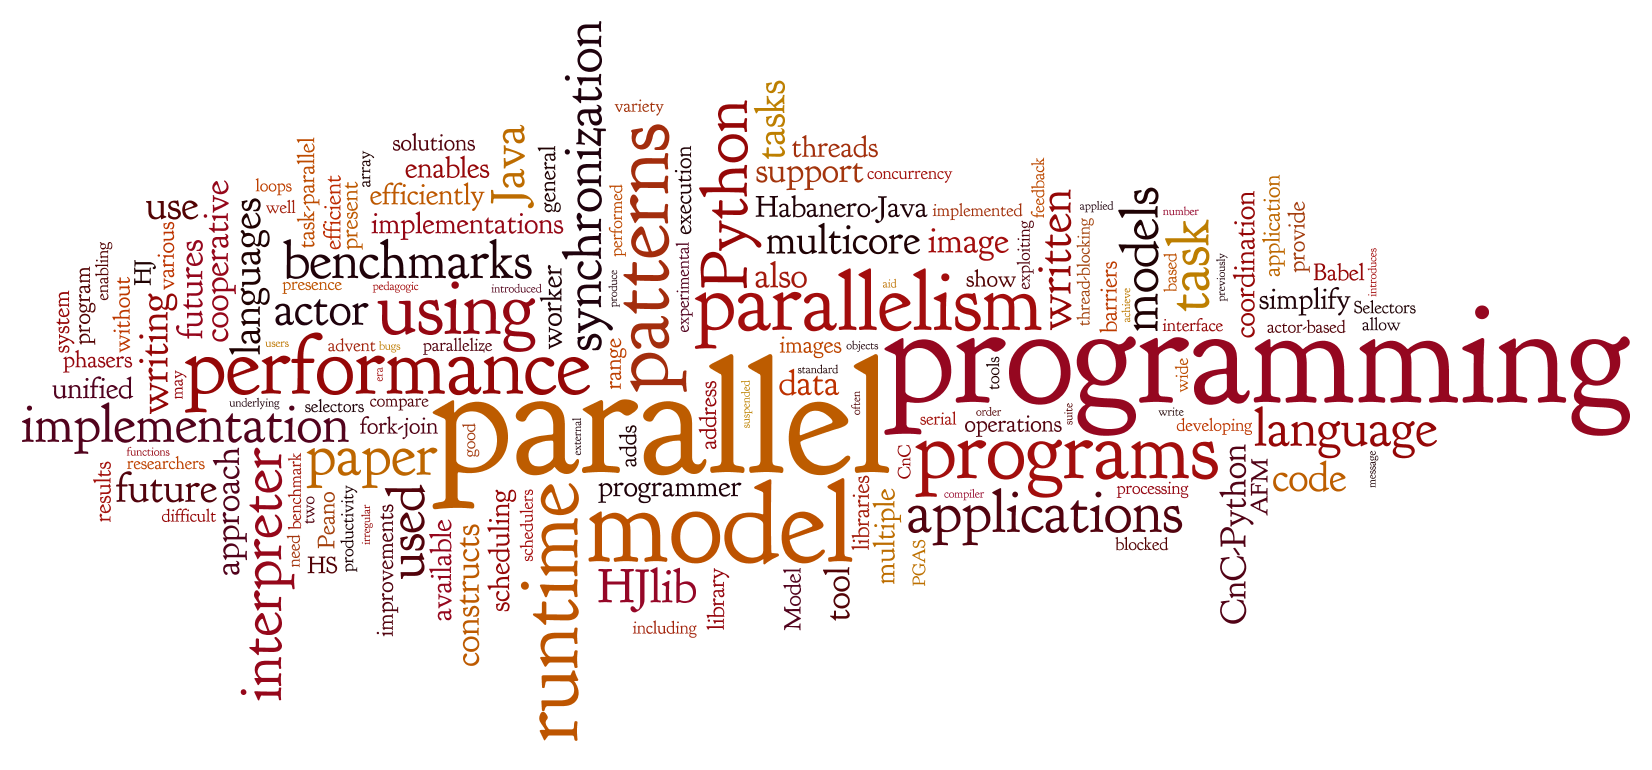 synchronization
variety
tasks
Python
patterns
solutions
Java
threads
enables
general
execution
support
concurrency
array
task-parallel
loops
efficient
present
efficiently
feedback
use
well
cooperative
languages
implementations
performed
Habanero-Java
implemented
applied
written
models
number
application
various
futures
benchmarks
multicore
image
exploiting
task
coordination
provide
enabling
HJ
program
presence
pedagogic
introduced
worker
produce
experimental
also
aid
show
thread-blocking
barriers
based
achieve
previously
Babel
introduces
system
without
writing
actor
using
parallelism
simplify
Selectors
interface
actor-based
allow
phasers
users
advent
bugs
parallelize
range
images
objects
programming
unified
may
performance
era
standard
data
tools
wide
underlying
selectors
compare
parallel
address
suspended
often
implementation
fork-join
good
external
adds
serial
order
operations
suite
write
developing
language
functions
researchers
paper
CnC
programs
results
future
approach
interpreter
need
benchmark
two
Peano
productivity
irregular
improvements
used
available
constructs
scheduling
schedulers
runtime
programmer
model
libraries
multiple
compiler
processing
applications
CnC-Python
AFM
code
message
difficult
HS
blocked
PGAS
HJlib
library
Model
tool
including